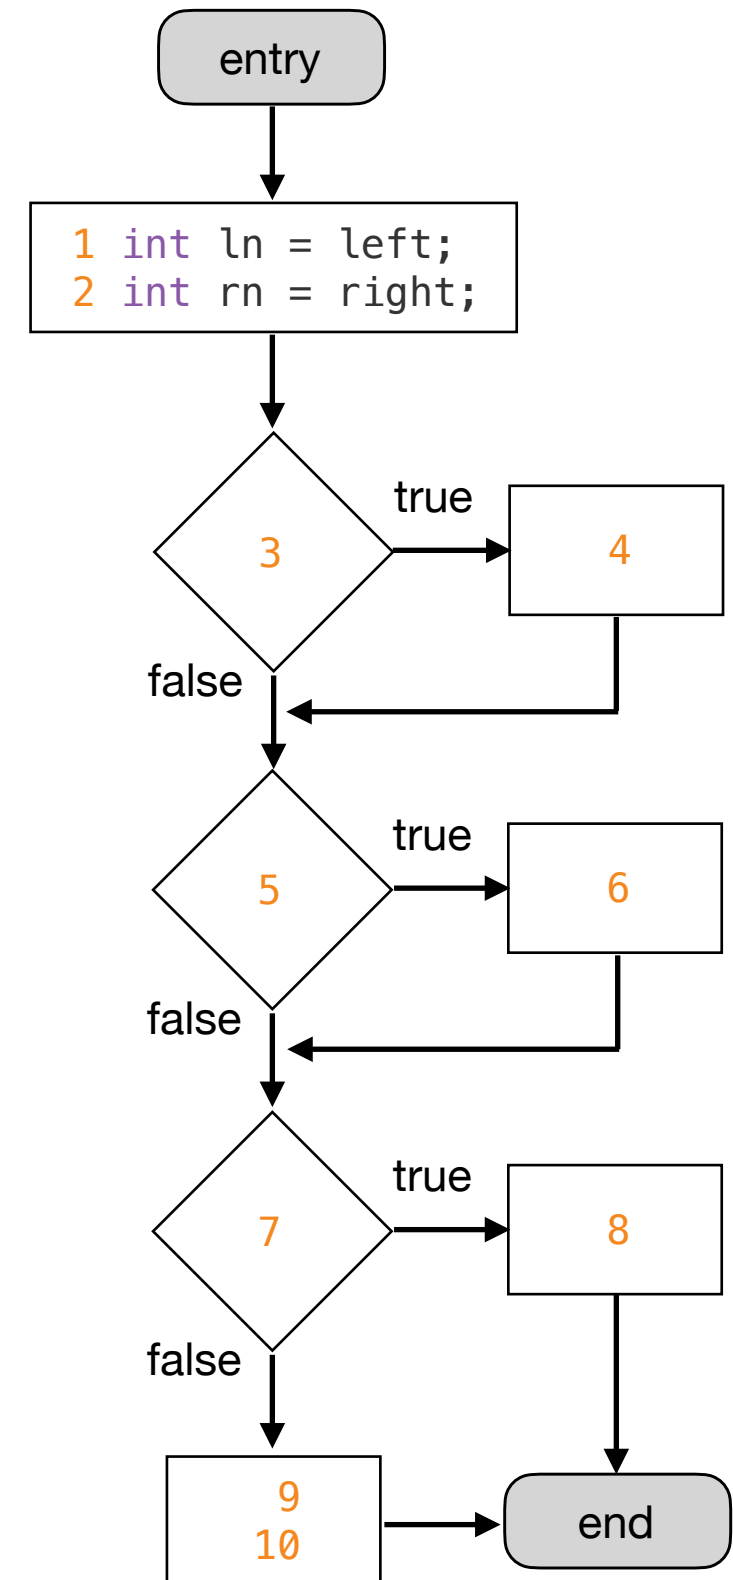 entry
1 int ln = left;
2 int rn = right;
true
3
4
false
true
5
6
false
true
7
8
false
9
10
end